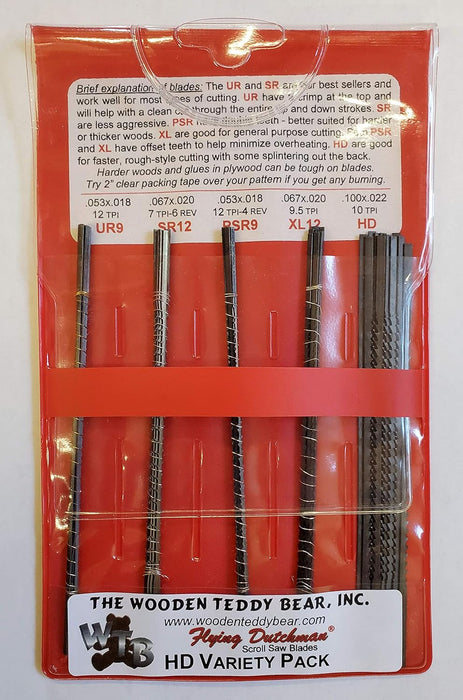 Brief explanation of blades: The UR and SR are our best sellers and
work well for most types of cutting. UR have a crimp at the top and
will help with a clean cut through the entire up and down strokes. SR
are less aggressive. PSR have double teeth - better suited for harder
or thicker woods. XL are good for general purpose cutting. PSR
and XL have offset teeth to help minimize overheating. HD are good
for faster, rough-style cutting with some splintering out the back.
Harder woods and glues in plywood can be tough on blades.
Try 2" clear packing tape over your pattern if you get any burning.
.053x.018 .067x.020 .053x.018 .067x.020 .100x.022
12 TPI 7 TPI-6 REV 12 TPI-4 REV 9.5 TPI 10 TPI
UR9 SR12 PSR9 XL12 HD
THE WOODEN TEDDY BEAR, INC.
www.woodenteddybear.com
WTB
Flying Dutchman®
Scroll Saw Blades
HD VARIETY PACK